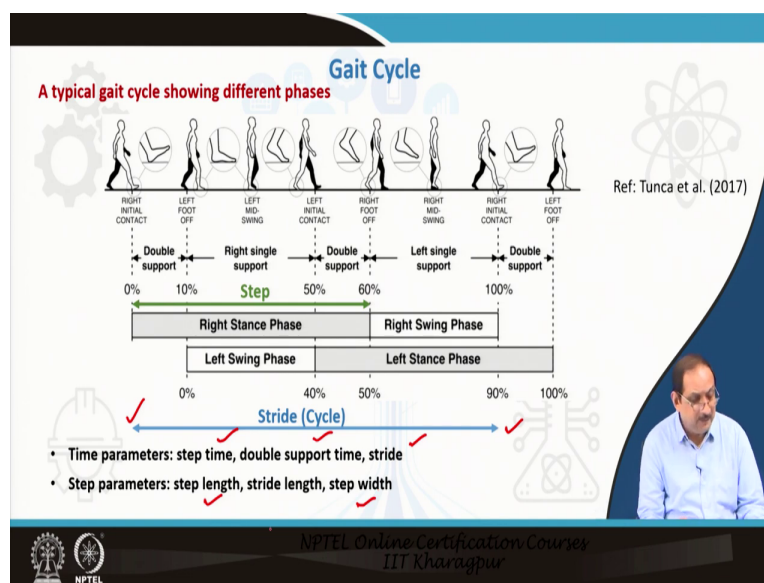 Gait Cycle
A typical gait cycle showing different phases
Ref: Tunca et al. (2017)
RIGHT INITIAL CONTACT
LEFT FOOT OFF
LEFT MID-SWING
LEFT INITIAL CONTACT
RIGHT FOOT OFF
RIGHT MID-SWING
RIGHT INITIAL CONTACT
LEFT FOOT OFF
Double support
Right single support
Double support
Left single support
Double support
0% 10% Step 50% 60% 100%
Right Stance Phase Right Swing Phase
Left Swing Phase Left Stance Phase
0% 40% 50% 90% 100%
Stride (Cycle)
• Time parameters: step time, double support time, stride
• Step parameters: step length, stride length, step width
NPTEL Online Certification Courses
IIT Kharagpur
NPTEL